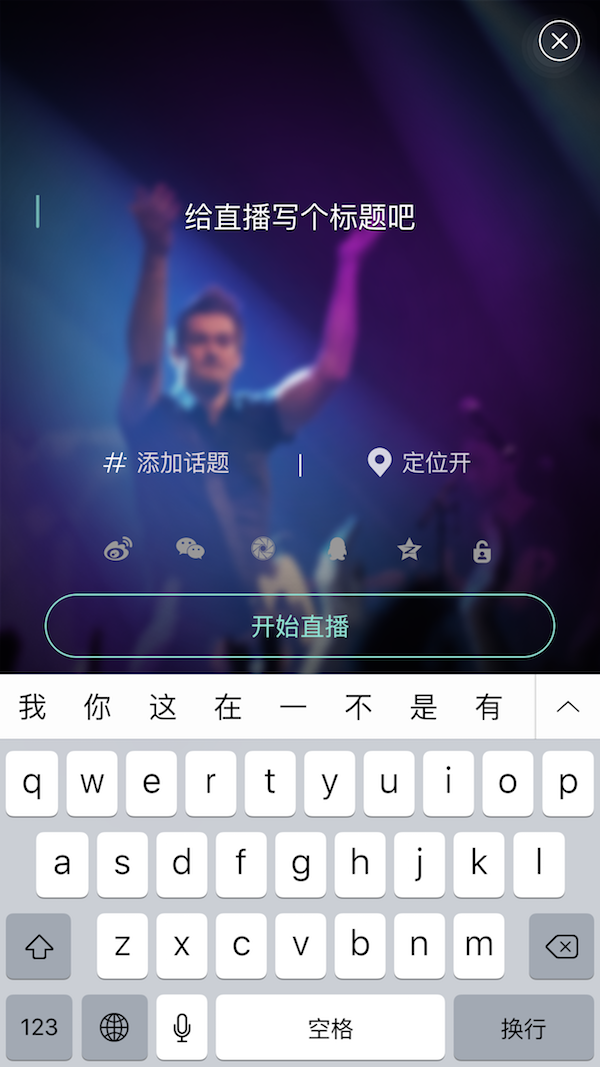 给直播写个标题吧
# 添加话题 | 定位开
开始直播
我 你 这 在 一 不 是 有
q w e r t y u i o p
a s d f g h j k l
z x c v b n m
123 空格 换行